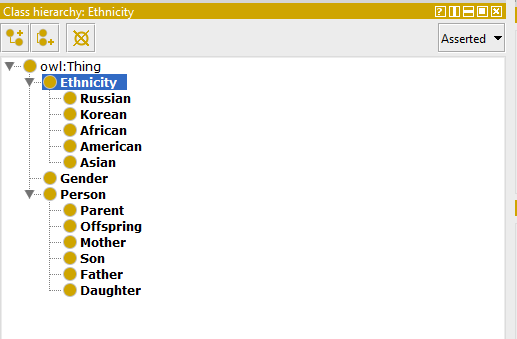 Class hierarchy: Ethnicity
Asserted
owl:Thing
Ethnicity
Russian
Korean
African
American
Asian
Gender
Person
Parent
Offspring
Mother
Son
Father
Daughter